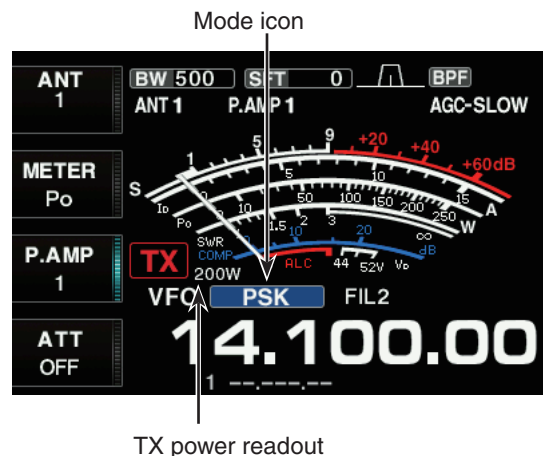 Mode icon
ANT
1
BW 500 SFT 0 BPF
ANT 1 P.AMP 1 AGC-SLOW
METER
Po
S 1 5 9 +20 +40 +60dB
ID 0 5 10 15 A
Po 0 10 50 100 150 200 250 W
SWR 1 1.5 2 3 ∞
COMP 0 10 20 dB
ALC 44 52V VD
P.AMP
1
TX
200W
VFO PSK FIL2
ATT
OFF
14.100.00
1 --.---.--
TX power readout